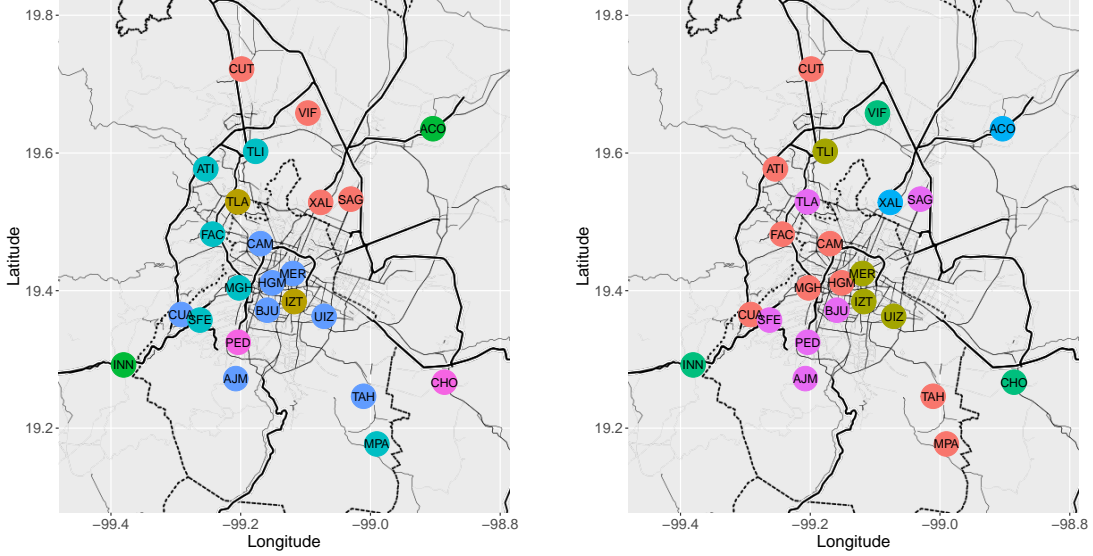 19.8
19.6
19.4
19.2
Latitude
CUT
VIF
ACO
TLI
ATI
TLA
XAL
SAG
FAC
CAM
MER
HGM
MGH
IZT
BJU
UIZ
CUA
SFE
PED
INN
AJM
CHO
TAH
MPA
−99.4
−99.2
−99.0
−98.8
Longitude
19.8
19.6
19.4
19.2
Latitude
CUT
VIF
ACO
TLI
ATI
TLA
XAL
SAG
FAC
CAM
MER
HGM
MGH
IZT
BJU
UIZ
CUA
SFE
PED
INN
AJM
CHO
TAH
MPA
−99.4
−99.2
−99.0
−98.8
Longitude